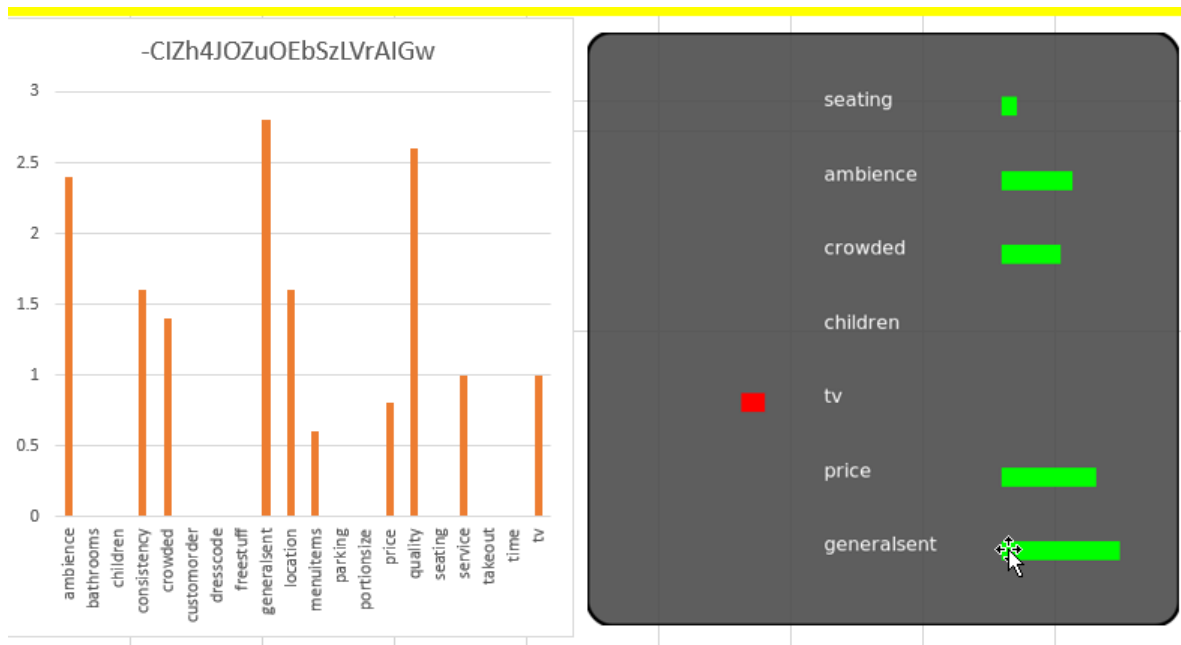 -CIZh4JOZuOEbSzLVrAIGw
3
2.5
2
1.5
1
0.5
0
ambience
bathrooms
children
consistency
crowded
customorder
dresscode
freestuff
generalsent
location
menuitems
parking
portionsize
price
quality
seating
service
takeout
time
tv
seating
ambience
crowded
children
tv
price
generalsent